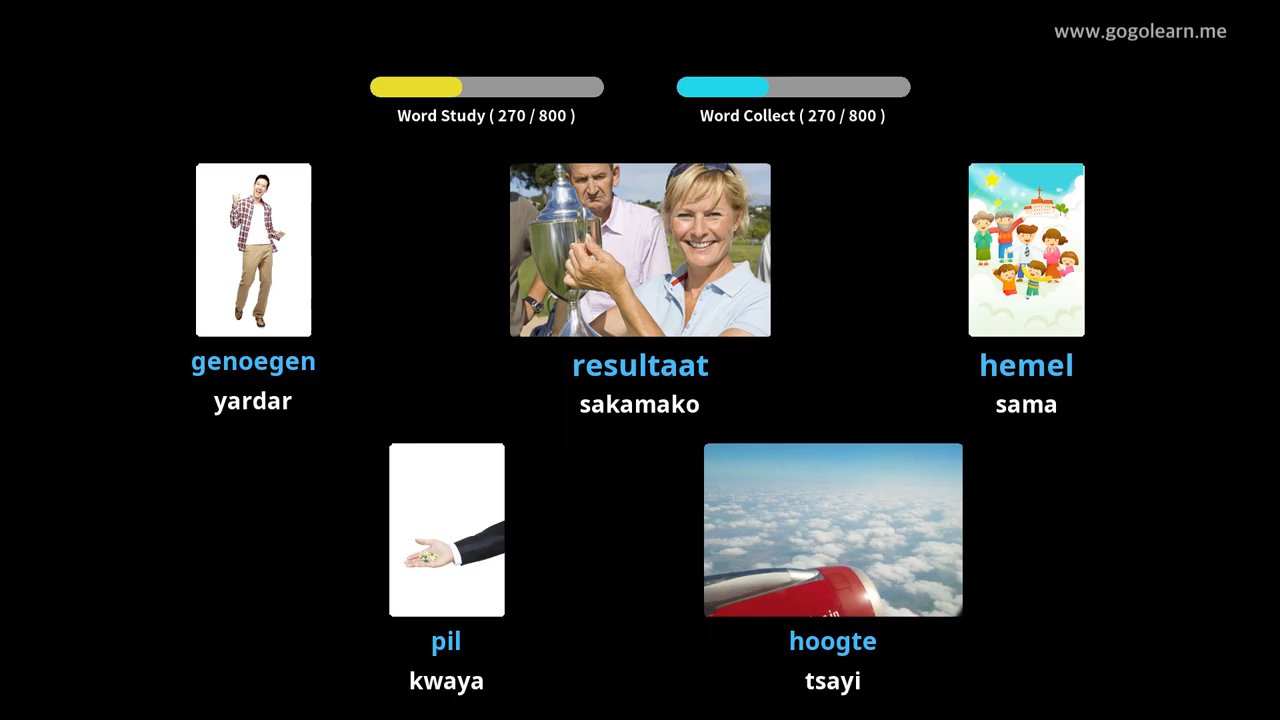 www.gogolearn.me
Word Study ( 270 / 800 )
Word Collect ( 270 / 800 )
genoegen
yardar
resultaat
sakamako
hemel
sama
pil
kwaya
hoogte
tsayi